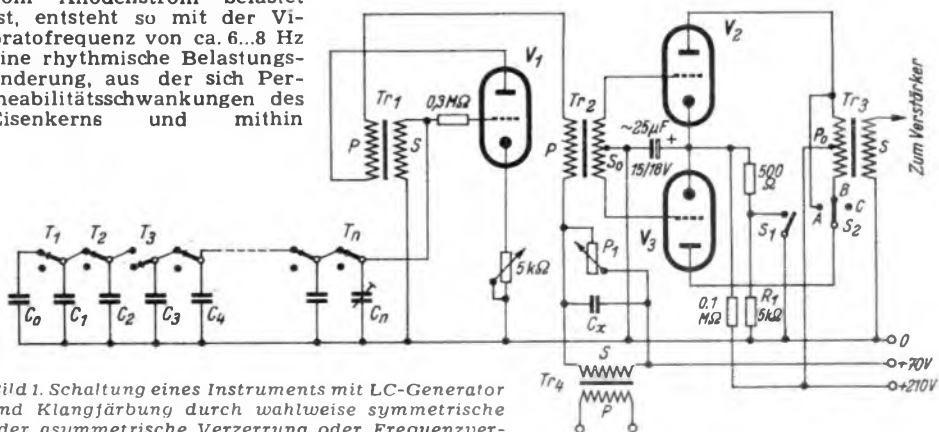 vom Anodenstrom belastet
ist, entsteht so mit der Vi-
bratofrequenz von ca. 6...8 Hz
eine rhythmische Belastungs-
änderung, aus der sich Per-
meabilitätsschwankungen des
Eisenkerns und mithin
V1
V2
Tr1
0,3MΩ
P
S
Tr2
P
S0
~25µF
+
15/18V
Tr3
P0
S
Zum Verstärker
500
Ω
B
A
C
S1
S2
V3
T1
T2
T3
Tn
5kΩ
P1
0.1
MΩ
R1
5kΩ
C0
C1
C2
C3
C4
Cn
Cx
0
+70V
+210V
S
Tr4
P
Bild 1. Schaltung eines Instruments mit LC-Generator
und Klangfärbung durch wahlweise symmetrische
oder asymmetrische Verzerrung oder Frequenzver-